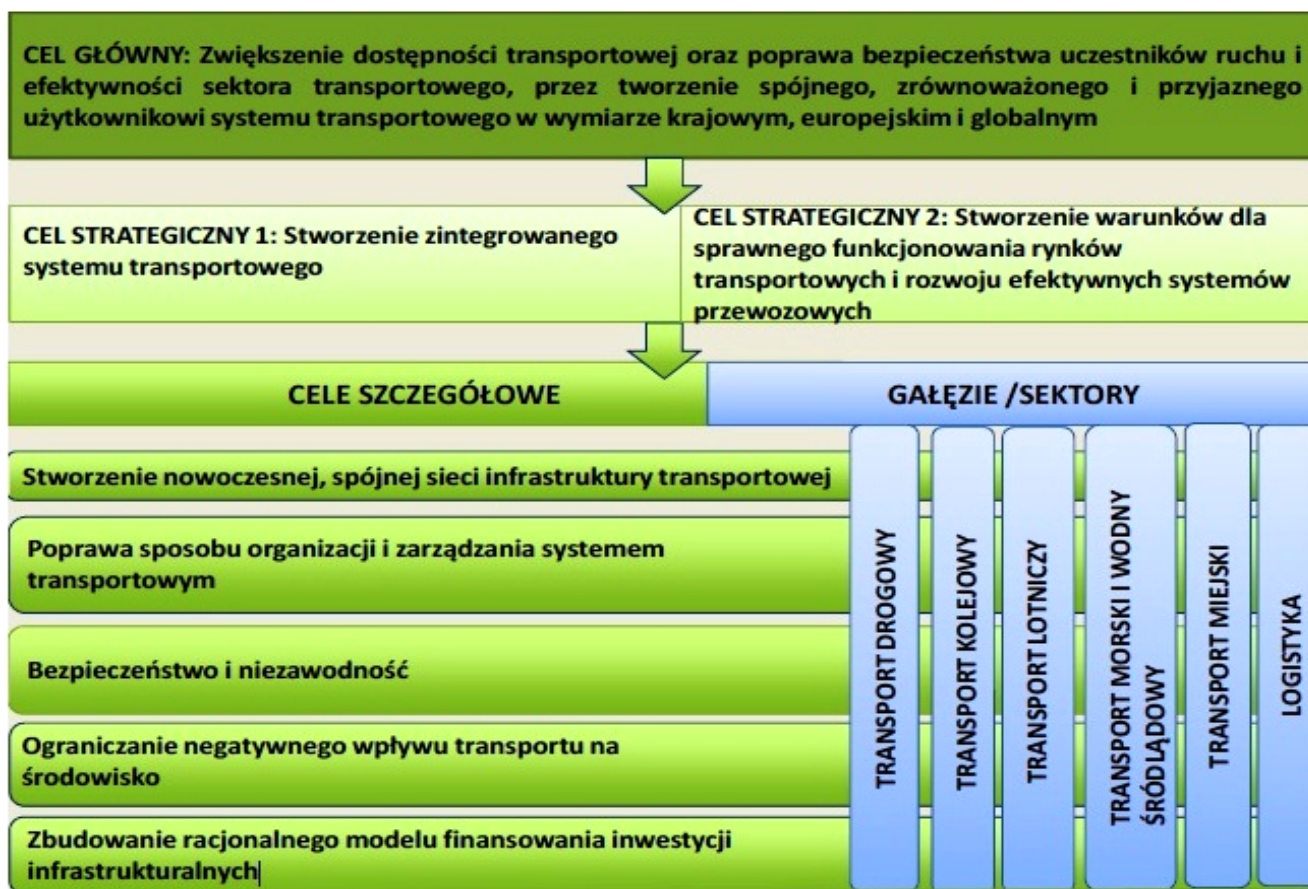 CEL GŁÓWNY: Zwiększenie dostępności transportowej oraz poprawa bezpieczeństwa uczestników ruchu i
efektywności sektora transportowego, przez tworzenie spójnego, zrównoważonego i przyjaznego
użytkownikowi systemu transportowego w wymiarze krajowym, europejskim i globalnym
CEL STRATEGICZNY 1: Stworzenie zintegrowanego
systemu transportowego
CEL STRATEGICZNY 2: Stworzenie warunków dla
sprawnego funkcjonowania rynków
transportowych i rozwoju efektywnych systemów
przewozowych
CELE SZCZEGÓŁOWE
GAŁĘZIE /SEKTORY
Stworzenie nowoczesnej, spójnej sieci infrastruktury transportowej
Poprawa sposobu organizacji i zarządzania systemem
transportowym
Bezpieczeństwo i niezawodność
Ograniczanie negatywnego wpływu transportu na
środowisko
Zbudowanie racjonalnego modelu finansowania inwestycji
infrastrukturalnych
TRANSPORT DROGOWY
TRANSPORT KOLEJOWY
TRANSPORT LOTNICZY
TRANSPORT MORSKI I WODNY
ŚRÓDLĄDOWY
TRANSPORT MIEJSKI
LOGISTYKA